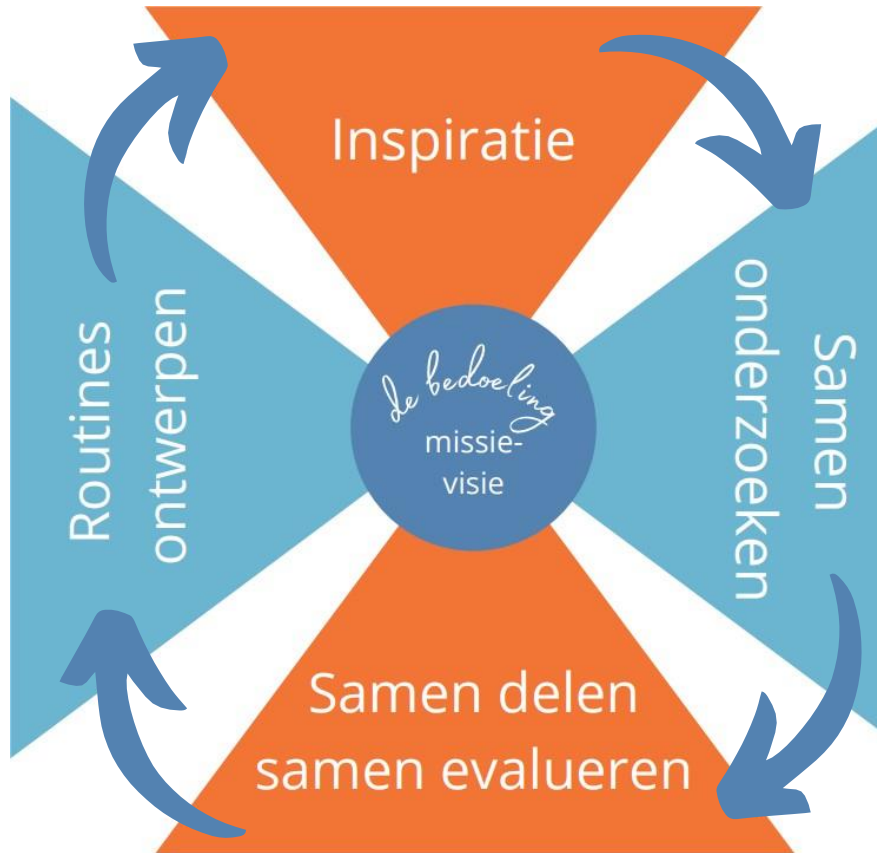 Inspiratie
Samen
onderzoeken
Samen delen
samen evalueren
Routines
ontwerpen
de bedoeling
missie-
visie